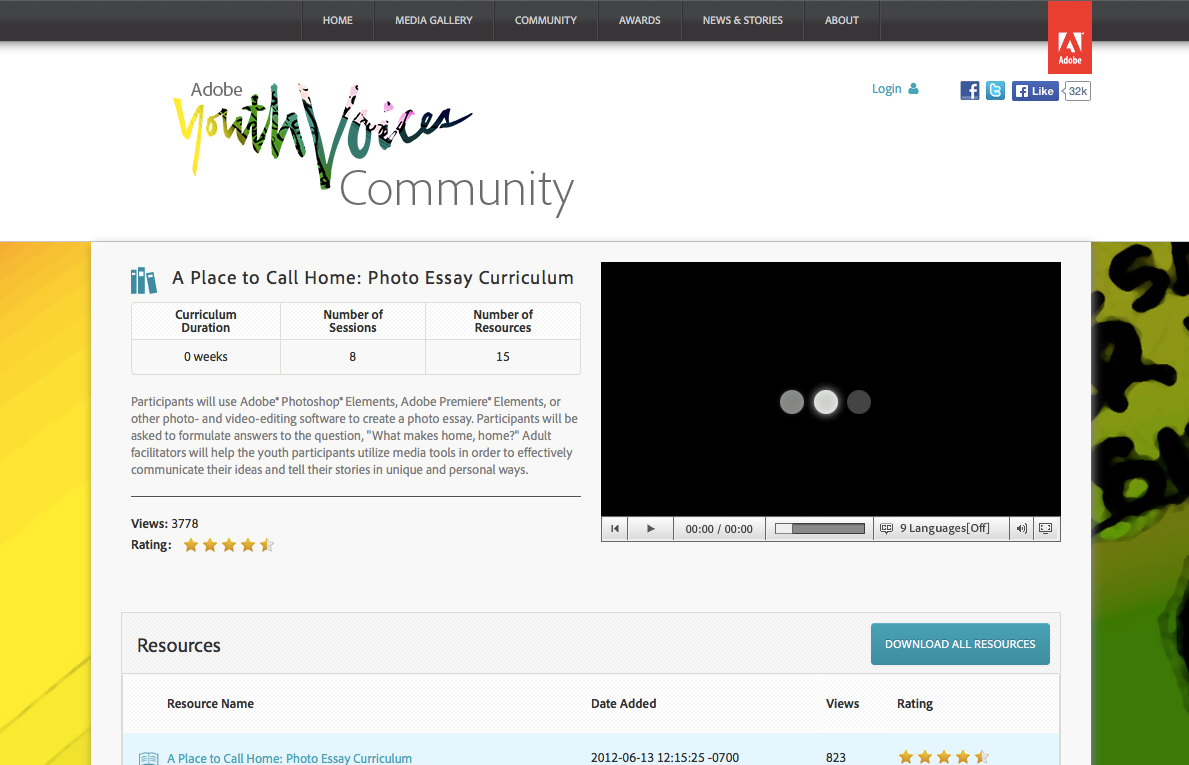 HOME MEDIA GALLERY COMMUNITY AWARDS NEWS & STORIES ABOUT
Adobe
Login
Like 32k
Adobe
youth Voices
Community
A Place to Call Home: Photo Essay Curriculum
Curriculum Duration Number of Sessions Number of Resources
0 weeks 8 15
Participants will use Adobe® Photoshop® Elements, Adobe Premiere® Elements, or
other photo- and video-editing software to create a photo essay. Participants will be
asked to formulate answers to the question, "What makes home, home?" Adult
facilitators will help the youth participants utilize media tools in order to effectively
communicate their ideas and tell their stories in unique and personal ways.
Views: 3778
Rating:
00:00 / 00:00 CC 9 Languages[Off]
Resources
DOWNLOAD ALL RESOURCES
Resource Name Date Added Views Rating
A Place to Call Home: Photo Essay Curriculum 2012-06-13 12:15:25 -0700 823